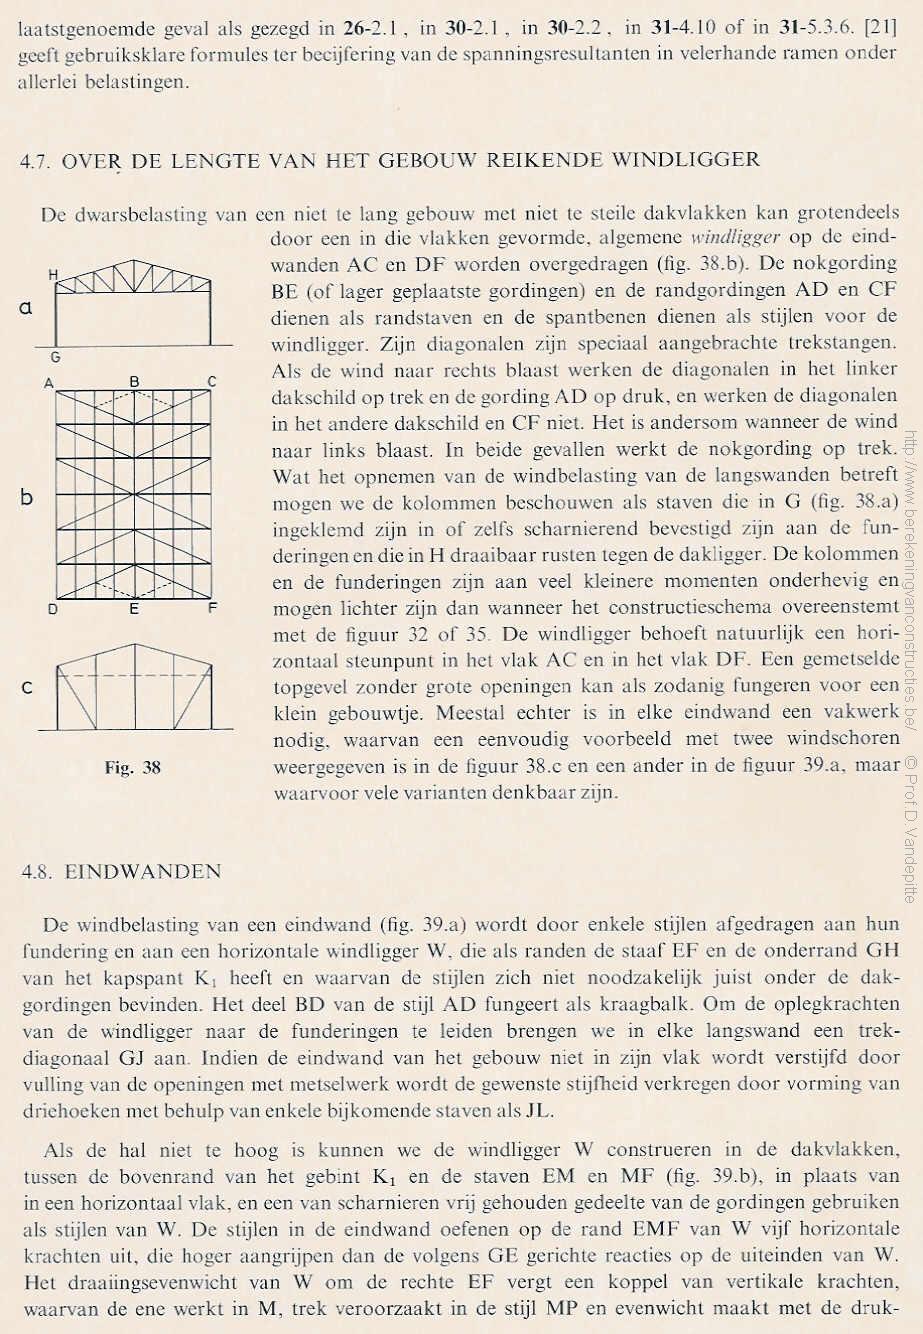 laatstgenoemde geval als gezegd in 26-2.1, in 30-2.1, in 30-2.2, in 31-4.10 of in 31-5.3.6. [21]
geeft gebruiksklare formules ter becijfering van de spanningsresultanten in velerhande ramen onder
allerlei belastingen.
4.7. OVER DE LENGTE VAN HET GEBOUW REIKENDE WINDLIGGER
De dwarsbelasting van een niet te lang gebouw met niet te steile dakvlakken kan grotendeels
door een in die vlakken gevormde, algemene windligger op de eind-
wanden AC en DF worden overgedragen (fig. 38.b). De nokgording
BE (of lager geplaatste gordingen) en de randgordingen AD en CF
dienen als randstaven en de spantbenen dienen als stijlen voor de
windligger. Zijn diagonalen zijn speciaal aangebrachte trekstangen.
Als de wind naar rechts blaast werken de diagonalen in het linker
dakschild op trek en de gording AD op druk, en werken de diagonalen
in het andere dakschild en CF niet. Het is andersom wanneer de wind
naar links blaast. In beide gevallen werkt de nokgording op trek.
Wat het opnemen van de windbelasting van de langswanden betreft
mogen we de kolommen beschouwen als staven die in G (fig. 38.a)
ingeklemd zijn in of zelfs scharnierend bevestigd zijn aan de fun-
deringen en die in H draaibaar rusten tegen de dakligger. De kolommen
en de funderingen zijn aan veel kleinere momenten onderhevig en
mogen lichter zijn dan wanneer het constructieschema overeenstemt
met de figuur 32 of 35. De windligger behoeft natuurlijk een hori-
zontaal steunpunt in het vlak AC en in het vlak DF. Een gemetselde
topgevel zonder grote openingen kan als zodanig fungeren voor een
klein gebouwtje. Meestal echter is in elke eindwand een vakwerk
nodig, waarvan een eenvoudig voorbeeld met twee windschoren
weergegeven is in de figuur 38.c en een ander in de figuur 39.a, maar
waarvoor vele varianten denkbaar zijn.
H
a
G
A B C
b
D E F
c
Fig. 38
4.8. EINDWANDEN
De windbelasting van een eindwand (fig. 39.a) wordt door enkele stijlen afgedragen aan hun
fundering en aan een horizontale windligger W, die als randen de staaf EF en de onderrand GH
van het kapspant K₁ heeft en waarvan de stijlen zich niet noodzakelijk juist onder de dak-
gordingen bevinden. Het deel BD van de stijl AD fungeert als kraagbalk. Om de oplegkrachten
van de windligger naar de funderingen te leiden brengen we in elke langswand een trek-
diagonaal GJ aan. Indien de eindwand van het gebouw niet in zijn vlak wordt verstijfd door
vulling van de openingen met metselwerk wordt de gewenste stijfheid verkregen door vorming van
driehoeken met behulp van enkele bijkomende staven als JL.
Als de hal niet te hoog is kunnen we de windligger W construeren in de dakvlakken,
tussen de bovenrand van het gebint K₁ en de staven EM en MF (fig. 39.b), in plaats van
in een horizontaal vlak, en een van scharnieren vrij gehouden gedeelte van de gordingen gebruiken
als stijlen van W. De stijlen in de eindwand oefenen op de rand EMF van W vijf horizontale
krachten uit, die hoger aangrijpen dan de volgens GE gerichte reacties op de uiteinden van W.
Het draaiingsevenwicht van W om de rechte EF vergt een koppel van vertikale krachten,
waarvan de ene werkt in M, trek veroorzaakt in de stijl MP en evenwicht maakt met de druk-
http://www.berekeningvanconstructies.be/ © Prof D.Vandepitte